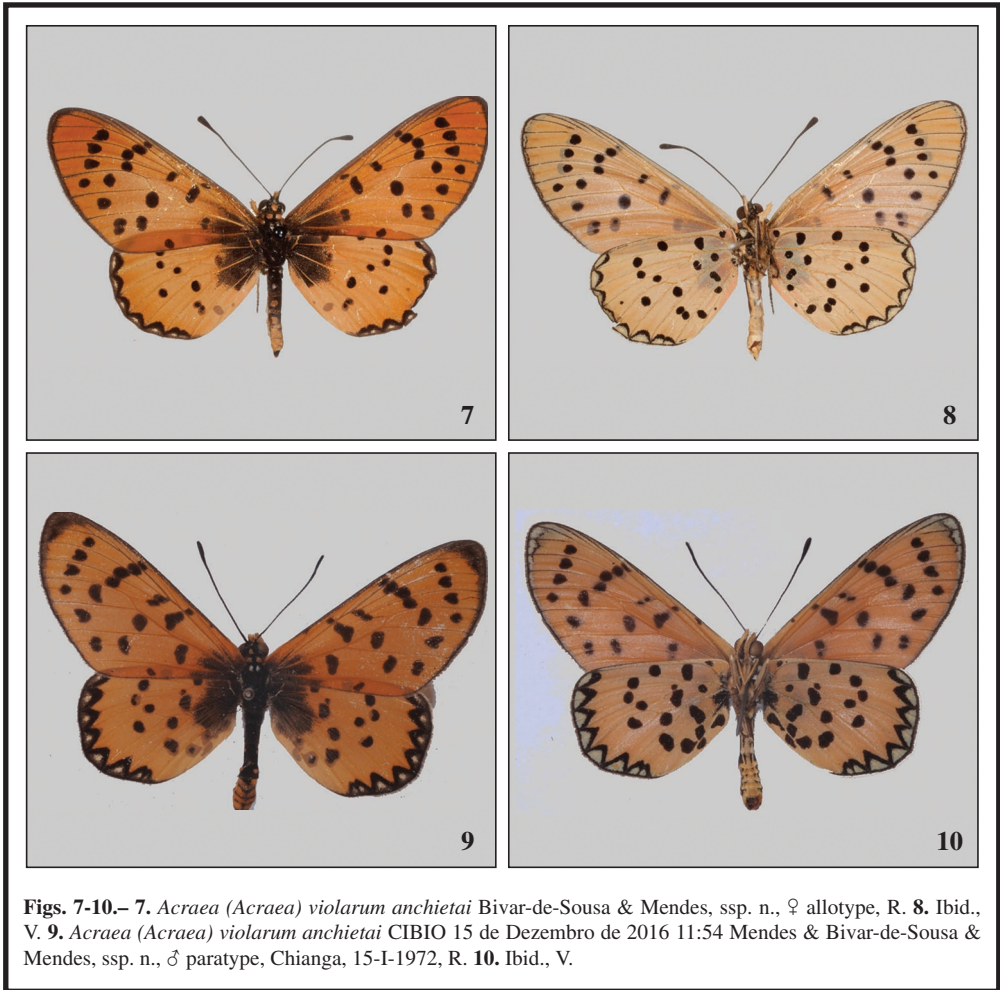 7
8
9
10
Figs. 7-10.– 7. Acraea (Acraea) violarum anchietai Bivar-de-Sousa & Mendes, ssp. n., ♀ allotype, R. 8. Ibid.,
V. 9. Acraea (Acraea) violarum anchietai CIBIO 15 de Dezembro de 2016 11:54 Mendes & Bivar-de-Sousa &
Mendes, ssp. n., ♂ paratype, Chianga, 15-I-1972, R. 10. Ibid., V.